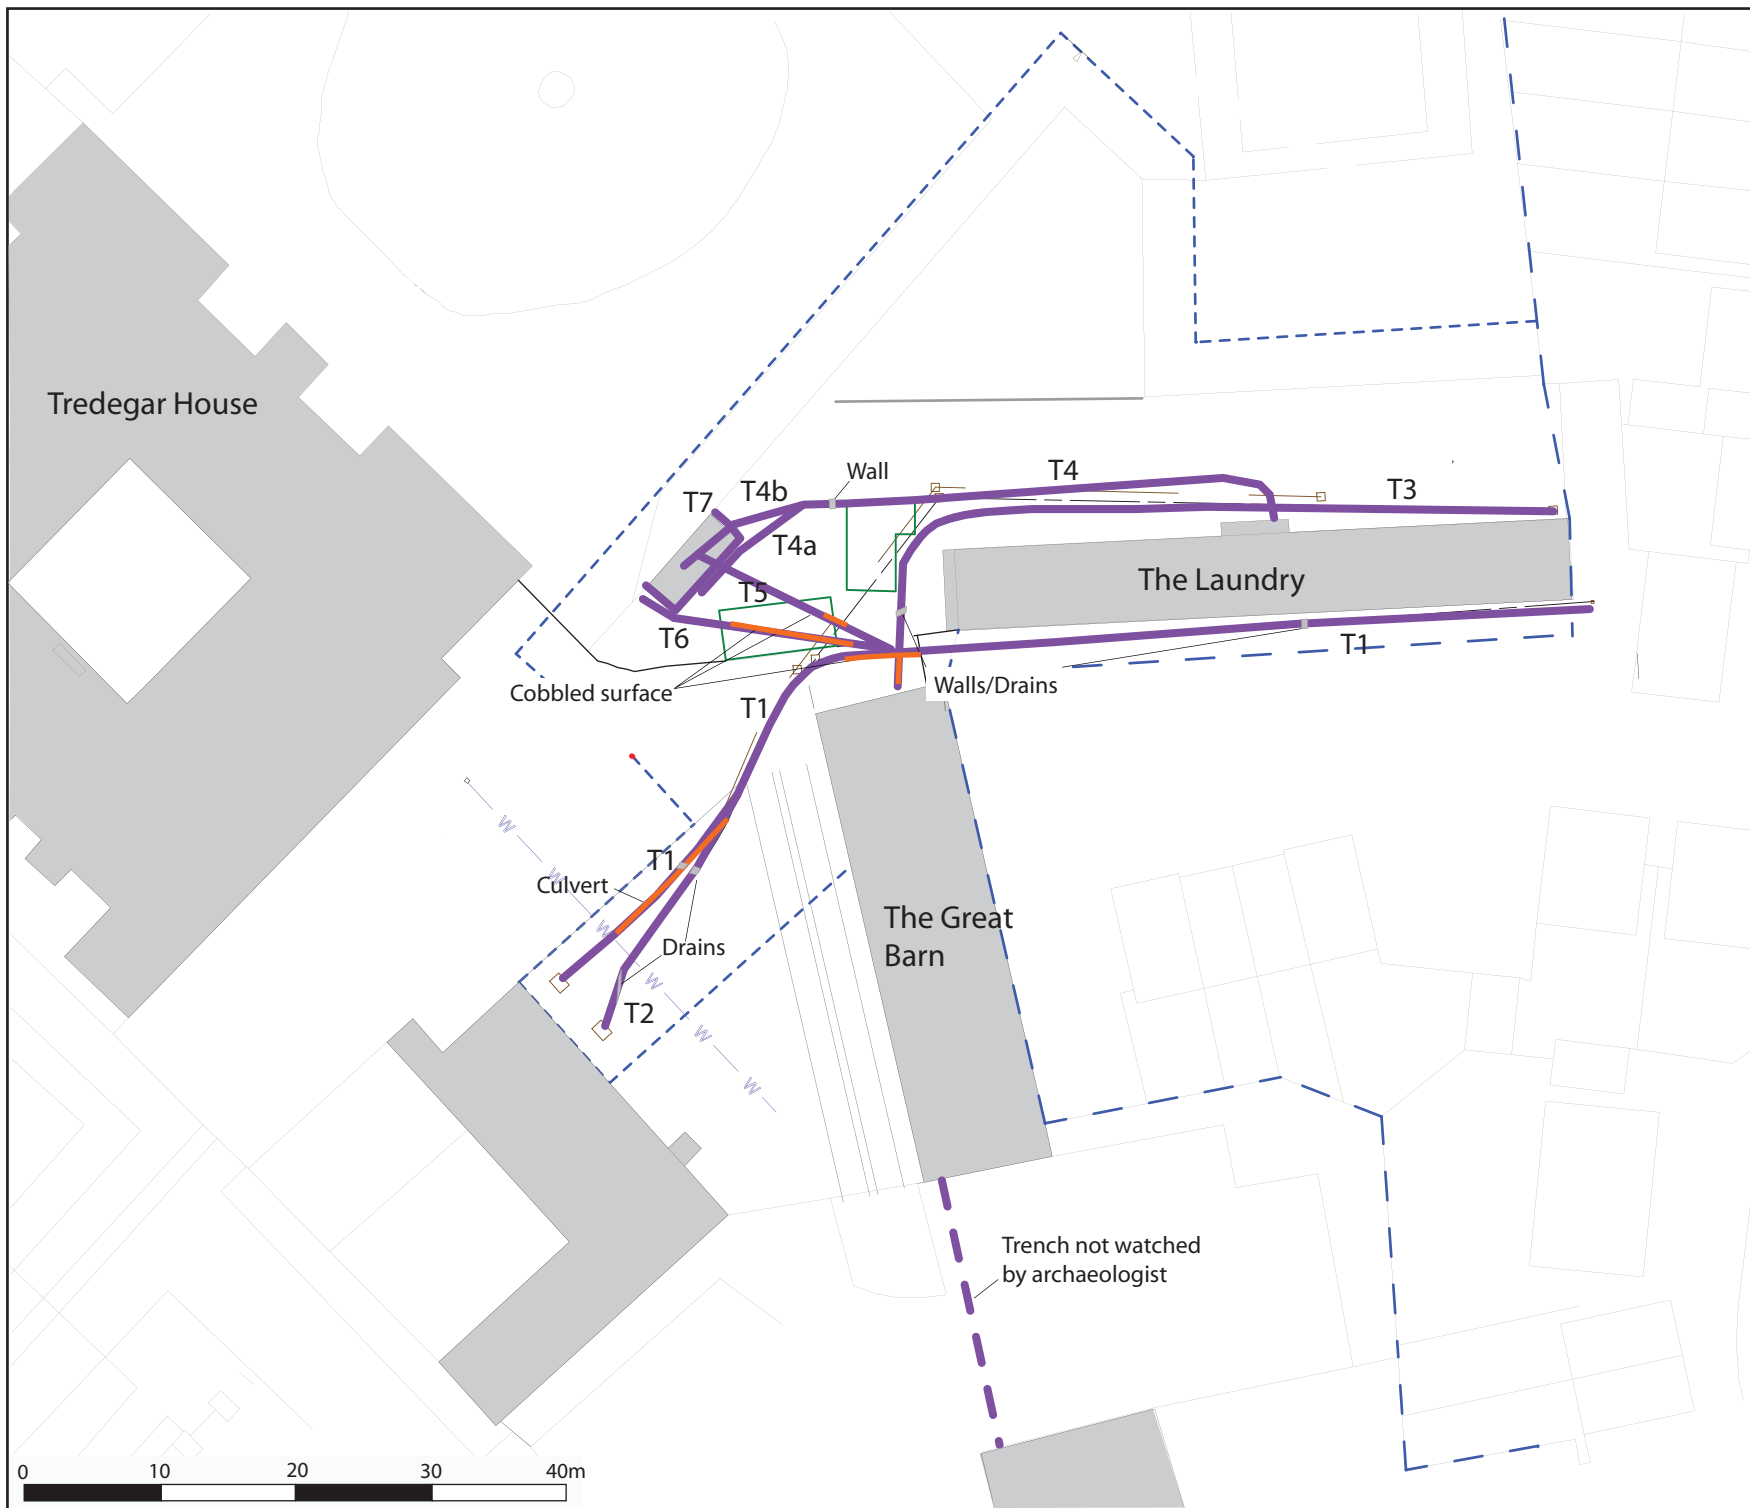 Tredegar House
Wall
T4
T3
T7
T4b
T4a
The Laundry
T5
T6
T1
Cobbled surface
Walls/Drains
T1
W
T1
Culvert
W
The Great
Barn
W
Drains
W
T2
W
W
Trench not watched
by archaeologist
0 10 20 30 40m